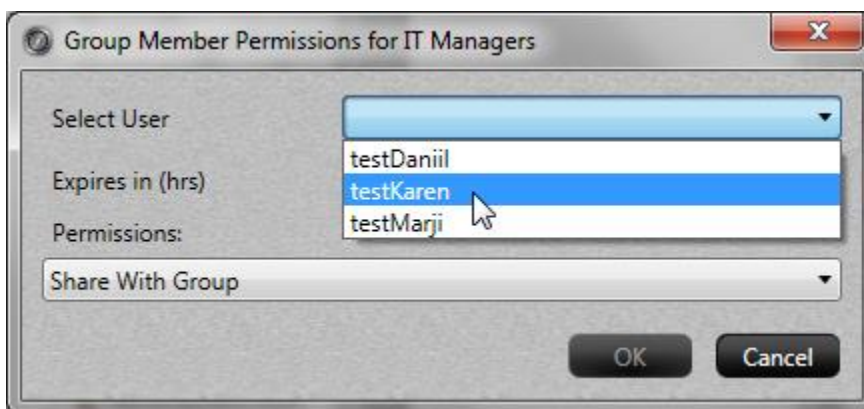 Group Member Permissions for IT Managers
Select User
testDaniil
Expires in (hrs)
testKaren
testMarji
Permissions:
Share With Group
OK
Cancel